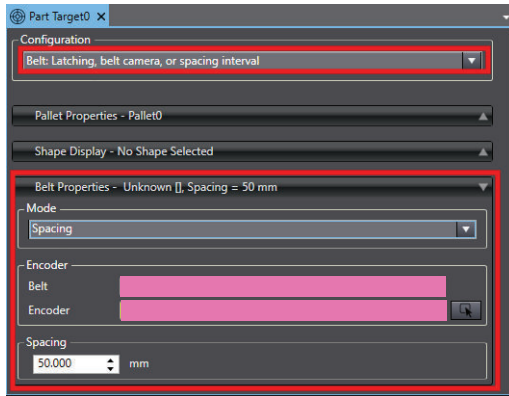 Part Target0
Configuration
Belt: Latching, belt camera, or spacing interval
Pallet Properties - Pallet0
Shape Display - No Shape Selected
Belt Properties - Unknown [], Spacing = 50 mm
Mode
Spacing
Encoder
Belt
Encoder
Spacing
50.000 mm